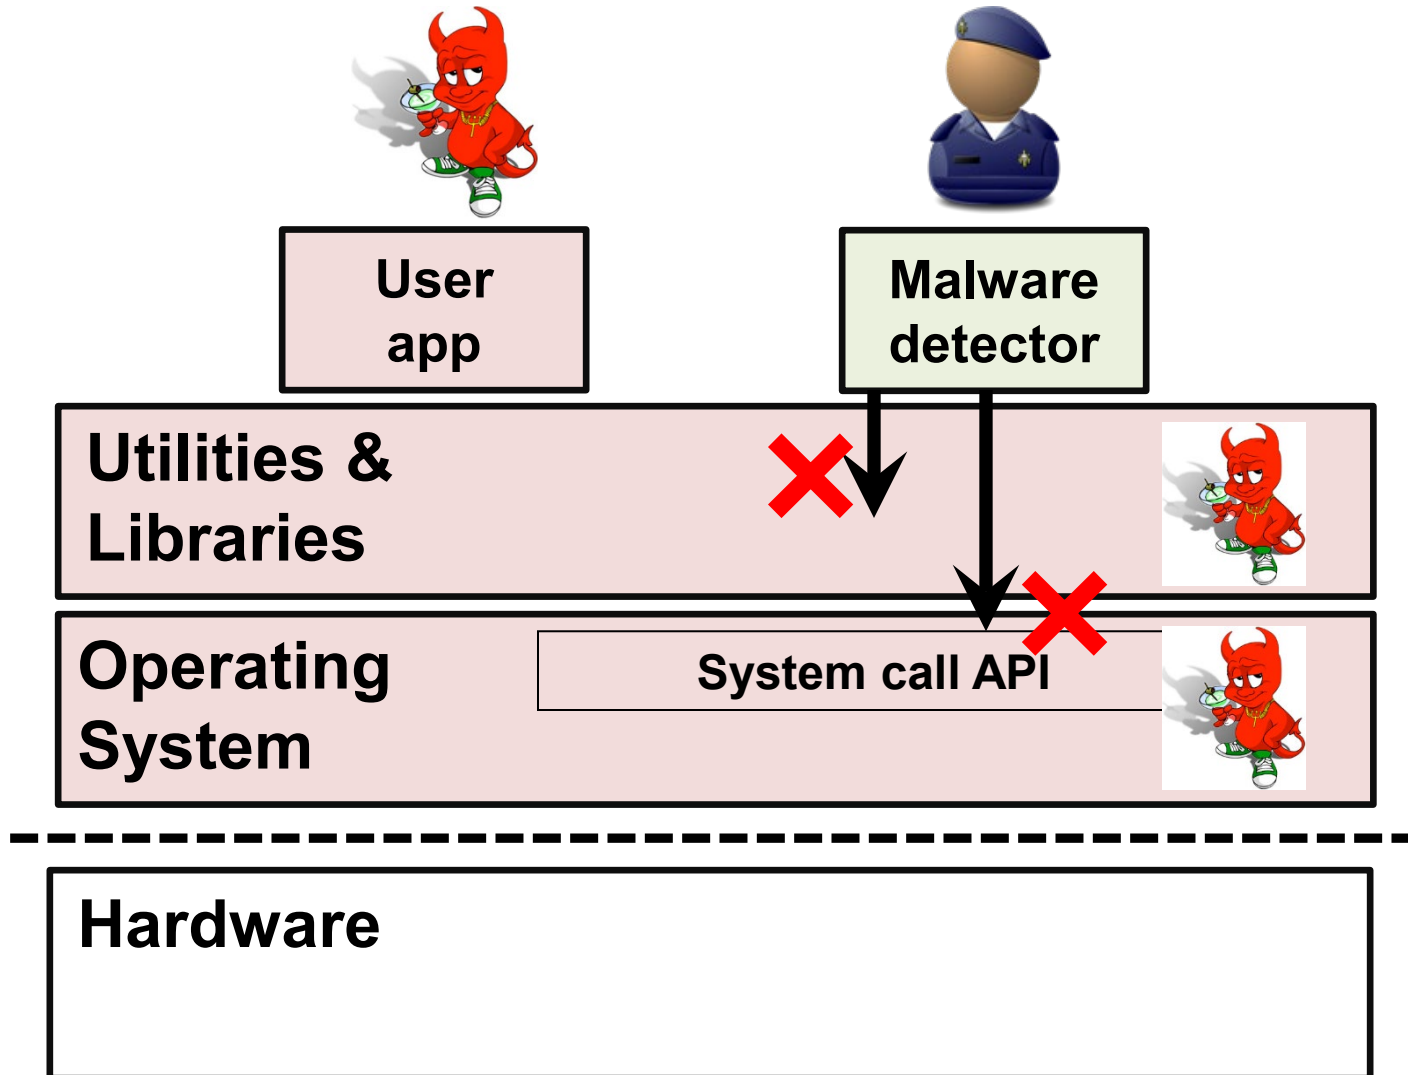 User
app
Malware
detector
Utilities &
Libraries
Operating
System
System call API
Hardware